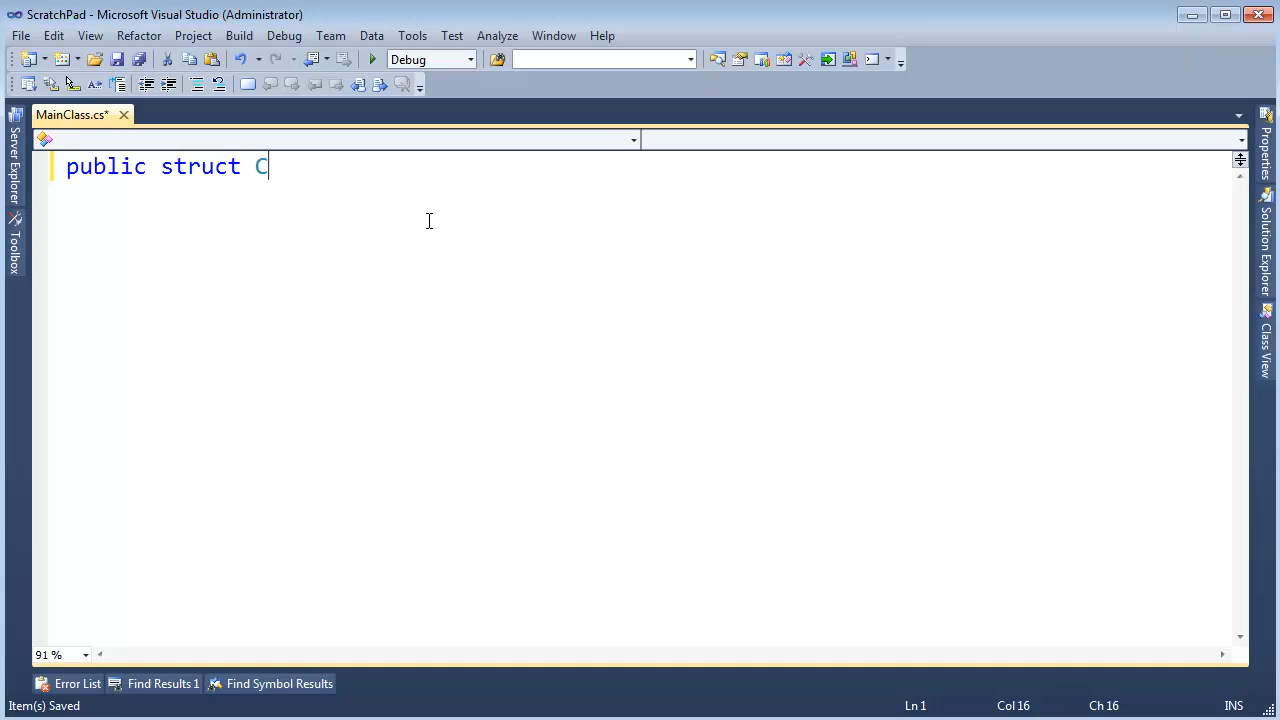 ScratchPad - Microsoft Visual Studio (Administrator)
File Edit View Refactor Project Build Debug Team Data Tools Test Analyze Window Help
Debug
MainClass.cs*
public struct C
Server Explorer
Toolbox
Properties
Solution Explorer
Class View
91 %
Error List Find Results 1 Find Symbol Results
Item(s) Saved Ln 1 Col 16 Ch 16 INS